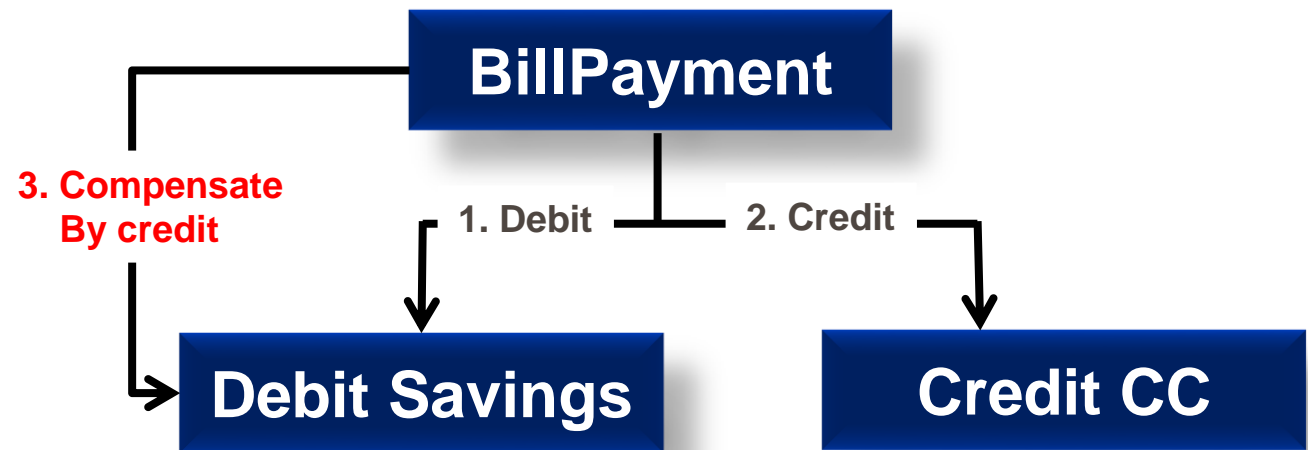 BillPayment
3. Compensate
By credit
1. Debit
2. Credit
Debit Savings
Credit CC